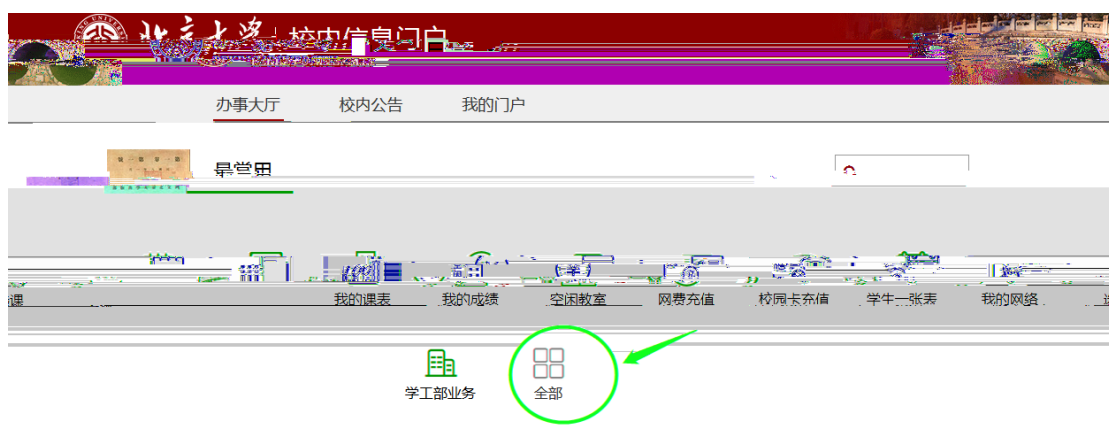 北京大学 校内信息门户
办事大厅 校内公告 我的门户
最常用
课 我的课表 我的成绩 空闲教室 网费充值 校园卡充值 学生一张表 我的网络
学工部业务 全部